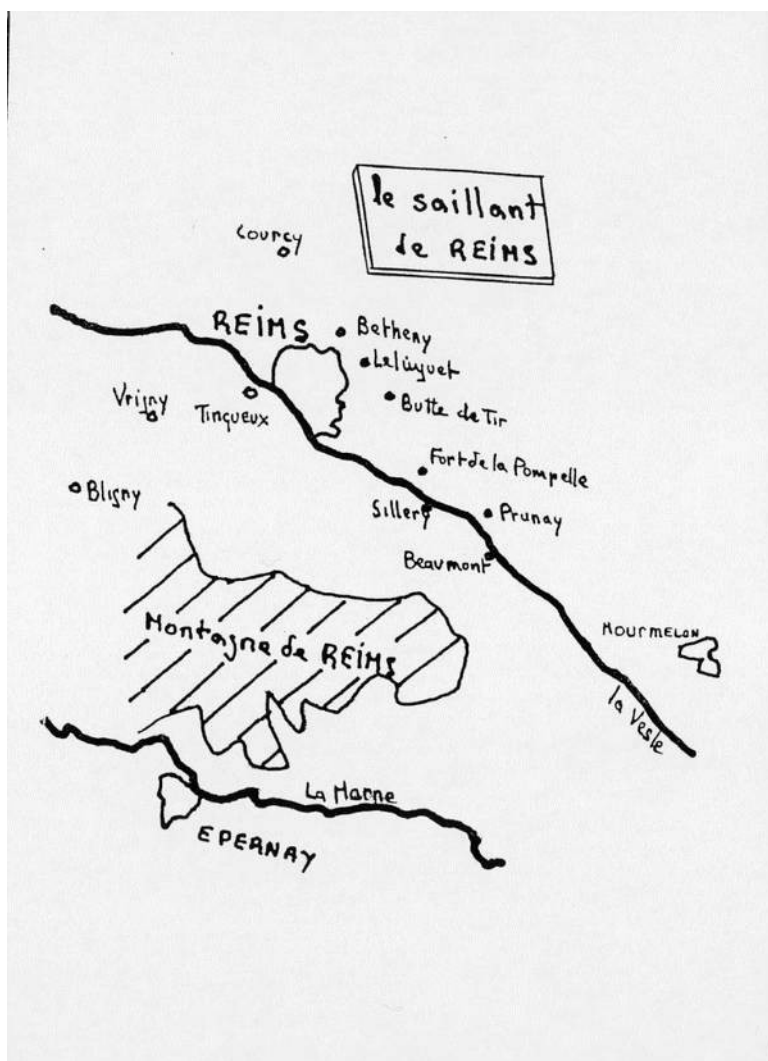 le saillant
de REIMS
Courcy
REIMS
Betheny
Butte de Tir
Vrigny
Tinqueux
Fort de la Pompelle
Bligny
Sillery
Prunay
Beaumont
Montagne de REIMS
MOURMELON
la Vesle
La Marne
EPERNAY